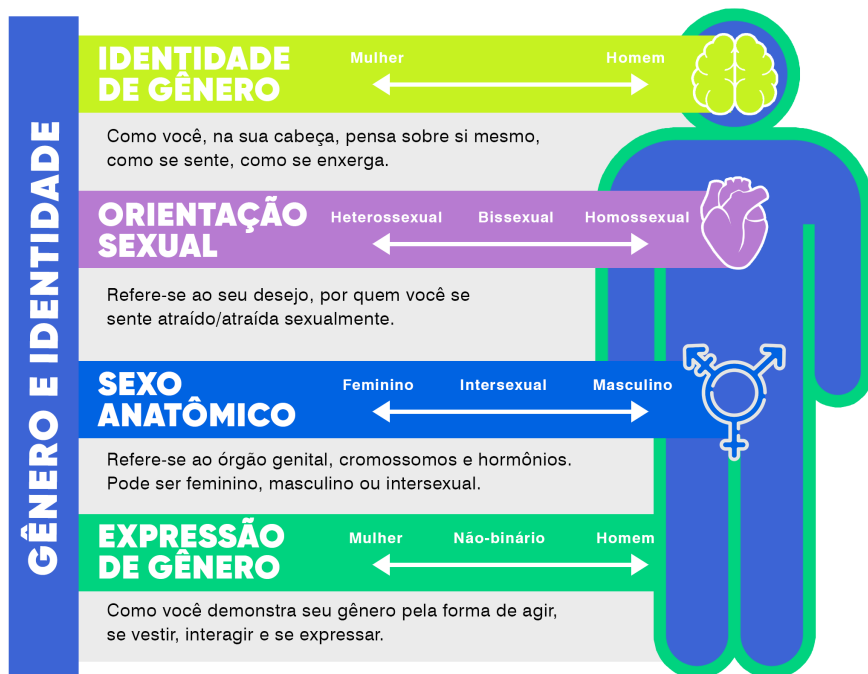 GÊNERO E IDENTIDADE
IDENTIDADE
DE GÊNERO
Mulher Homem
Como você, na sua cabeça, pensa sobre si mesmo,
como se sente, como se enxerga.
ORIENTAÇÃO
SEXUAL
Heterossexual Bissexual Homossexual
Refere-se ao seu desejo, por quem você se
sente atraído/atraída sexualmente.
SEXO
ANATÔMICO
Feminino Intersexual Masculino
Refere-se ao órgão genital, cromossomos e hormônios.
Pode ser feminino, masculino ou intersexual.
EXPRESSÃO
DE GÊNERO
Mulher Não-binário Homem
Como você demonstra seu gênero pela forma de agir,
se vestir, interagir e se expressar.